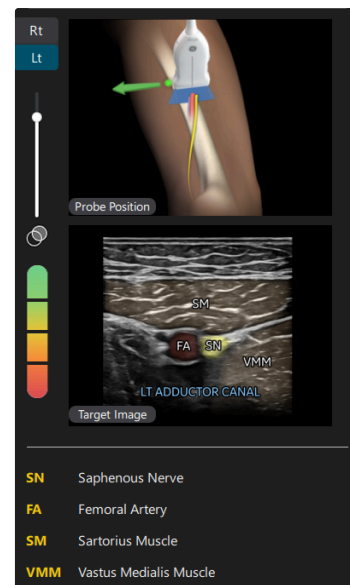 Rt
Lt
Probe Position
SM
FA
SN
VMM
LT ADDUCTOR CANAL
Target Image
SN Saphenous Nerve
FA Femoral Artery
SM Sartorius Muscle
VMM Vastus Medialis Muscle